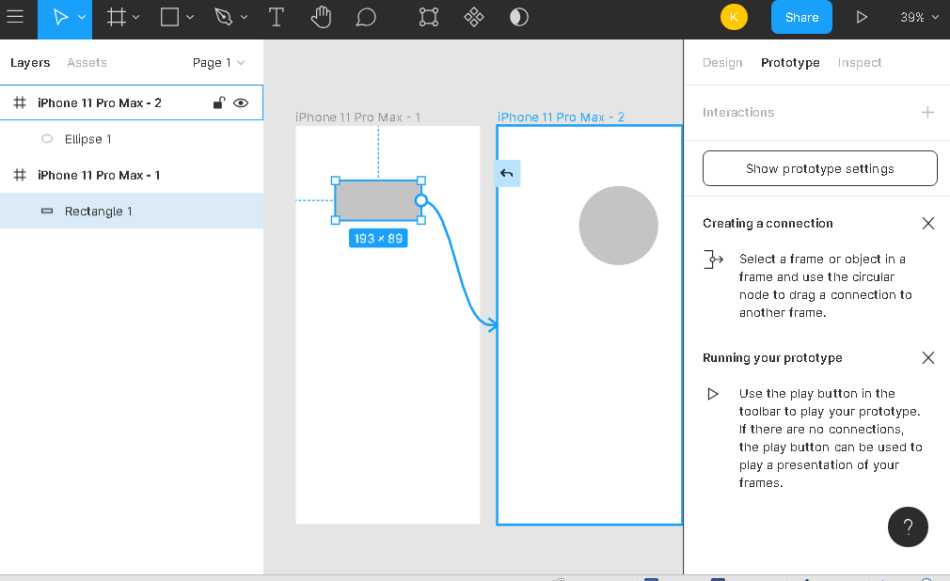 K
Share
39%
Layers
Assets
Page 1
Design
Prototype
Inspect
iPhone 11 Pro Max - 2
Ellipse 1
iPhone 11 Pro Max - 1
Rectangle 1
iPhone 11 Pro Max - 1
iPhone 11 Pro Max - 2
193 × 89
Interactions
Show prototype settings
Creating a connection
Select a frame or object in a
frame and use the circular
node to drag a connection to
another frame.
Running your prototype
Use the play button in the
toolbar to play your prototype.
If there are no connections,
the play button can be used to
play a presentation of your
frames.
?